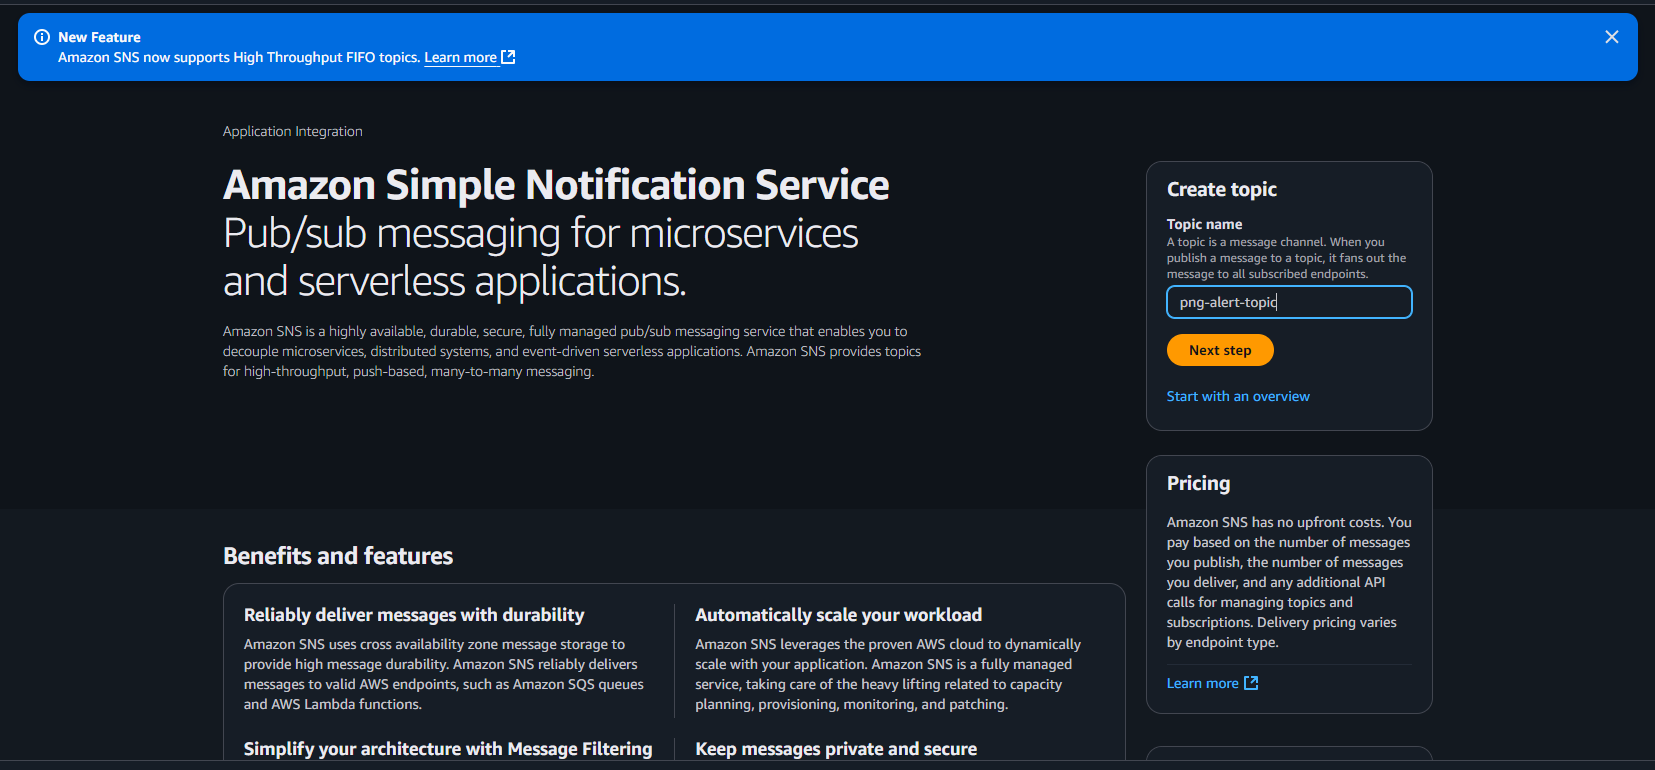 New Feature
Amazon SNS now supports High Throughput FIFO topics. Learn more
Application Integration
Amazon Simple Notification Service
Pub/sub messaging for microservices
and serverless applications.
Amazon SNS is a highly available, durable, secure, fully managed pub/sub messaging service that enables you to
decouple microservices, distributed systems, and event-driven serverless applications. Amazon SNS provides topics
for high-throughput, push-based, many-to-many messaging.
Create topic
Topic name
A topic is a message channel. When you
publish a message to a topic, it fans out the
message to all subscribed endpoints.
png-alert-topic
Next step
Start with an overview
Pricing
Amazon SNS has no upfront costs. You
pay based on the number of messages
you publish, the number of messages
you deliver, and any additional API
calls for managing topics and
subscriptions. Delivery pricing varies
by endpoint type.
Learn more
Benefits and features
Reliably deliver messages with durability
Amazon SNS uses cross availability zone message storage to
provide high message durability. Amazon SNS reliably delivers
messages to valid AWS endpoints, such as Amazon SQS queues
and AWS Lambda functions.
Automatically scale your workload
Amazon SNS leverages the proven AWS cloud to dynamically
scale with your application. Amazon SNS is a fully managed
service, taking care of the heavy lifting related to capacity
planning, provisioning, monitoring, and patching.
Simplify your architecture with Message Filtering
Keep messages private and secure